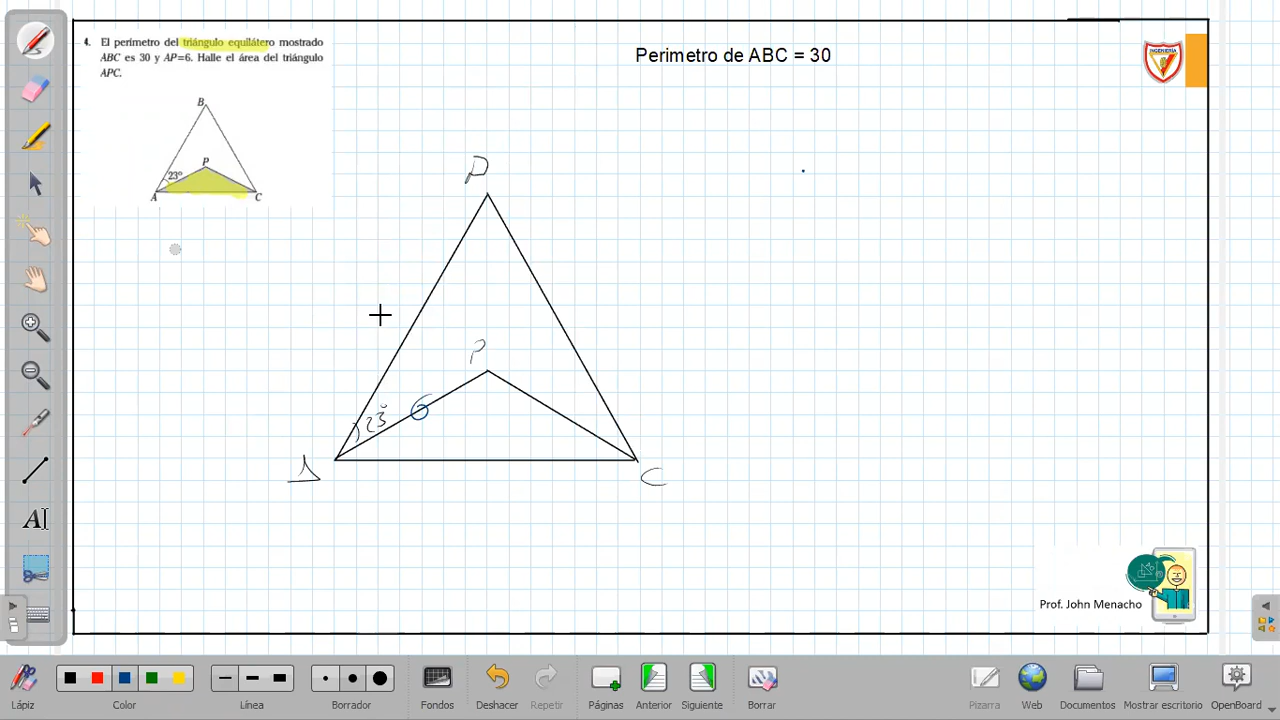 4. El perímetro del triángulo equilátero mostrado
ABC es 30 y AP=6. Halle el área del triángulo
APC.
B
P
23°
A
C
Perimetro de ABC = 30
INGENIERÍA
B
P
23°
6
A
C
Prof. John Menacho
Lápiz
Color
Línea
Borrador
Fondos
Deshacer
Repetir
Páginas
Anterior
Siguiente
Borrar
Pizarra
Web
Documentos
Mostrar escritorio
OpenBoard